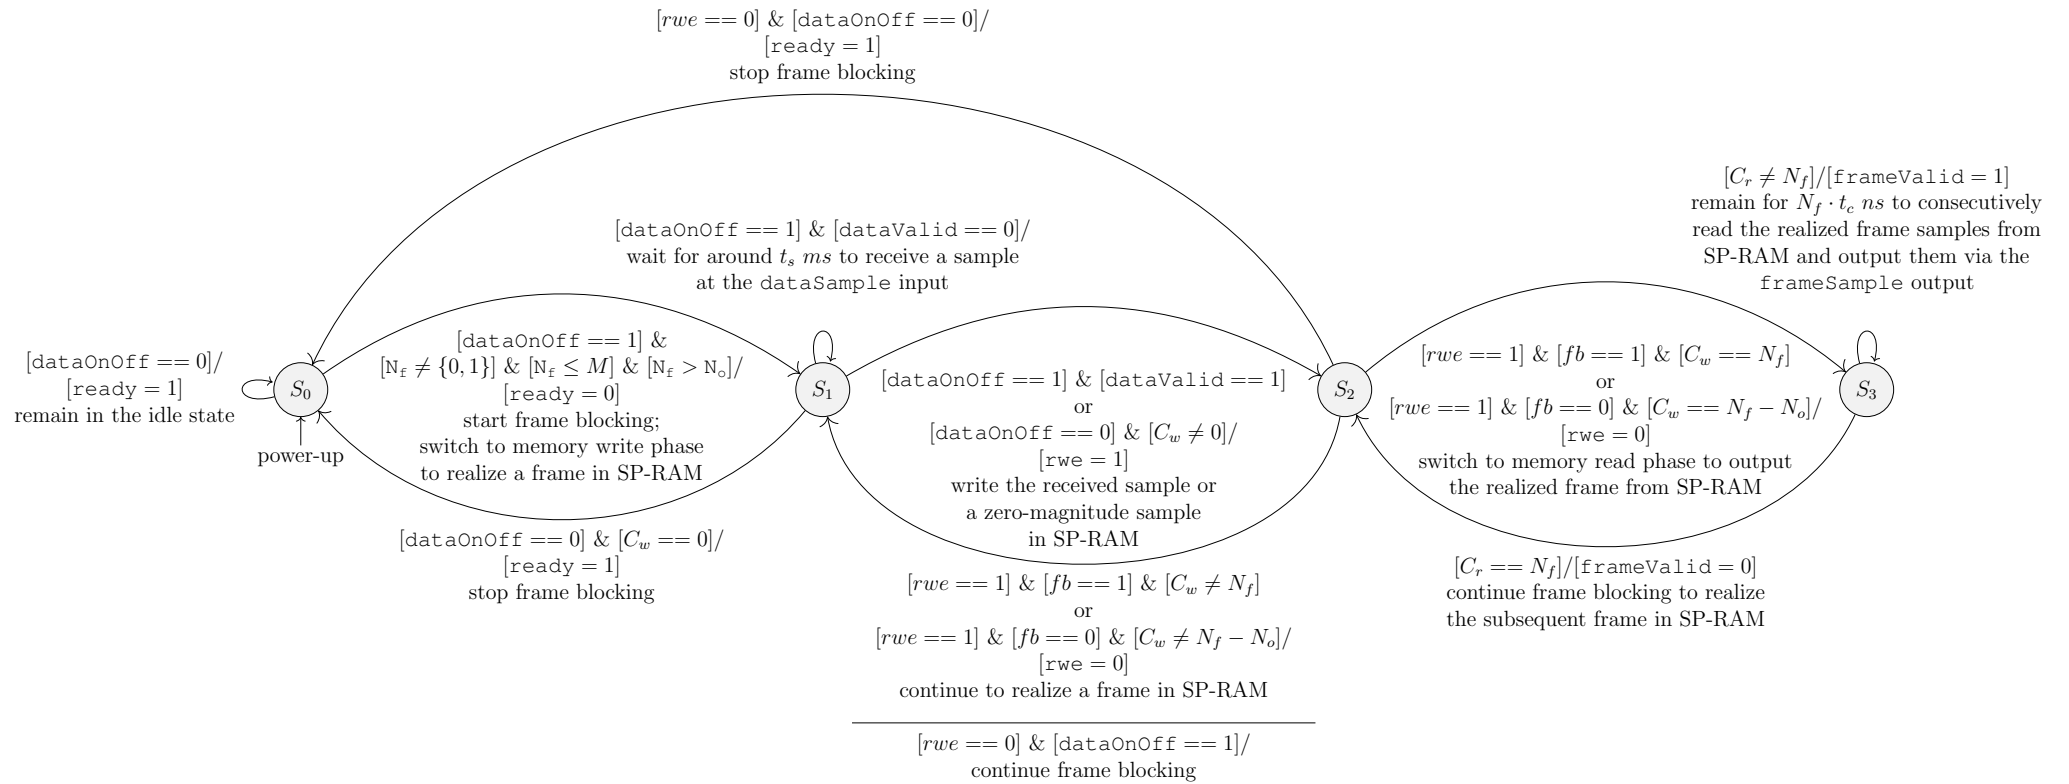 [rwe == 0] & [dataOnOff == 0]/
[ready = 1]
stop frame blocking
[dataOnOff == 1] & [dataValid == 0]/
wait for around t_s ms to receive a sample
at the dataSample input
[C_r ≠ N_f]/[frameValid = 1]
remain for N_f · t_c ns to consecutively
read the realized frame samples from
SP-RAM and output them via the
frameSample output
[dataOnOff == 0]/
[ready = 1]
remain in the idle state
S_0
power-up
[dataOnOff == 1] &
[N_f ≠ {0,1}] & [N_f ≤ M] & [N_f > N_o]/
[ready = 0]
start frame blocking;
switch to memory write phase
to realize a frame in SP-RAM
S_1
[dataOnOff == 1] & [dataValid == 1]
or
[dataOnOff == 0] & [C_w ≠ 0]/
[rwe = 1]
write the received sample or
a zero-magnitude sample
in SP-RAM
S_2
[rwe == 1] & [fb == 1] & [C_w == N_f]
or
[rwe == 1] & [fb == 0] & [C_w == N_f − N_o]/
[rwe = 0]
switch to memory read phase to output
the realized frame from SP-RAM
S_3
[dataOnOff == 0] & [C_w == 0]/
[ready = 1]
stop frame blocking
[rwe == 1] & [fb == 1] & [C_w ≠ N_f]
or
[rwe == 1] & [fb == 0] & [C_w ≠ N_f − N_o]/
[rwe = 0]
continue to realize a frame in SP-RAM
[rwe == 0] & [dataOnOff == 1]/
continue frame blocking
[C_r == N_f]/[frameValid = 0]
continue frame blocking to realize
the subsequent frame in SP-RAM